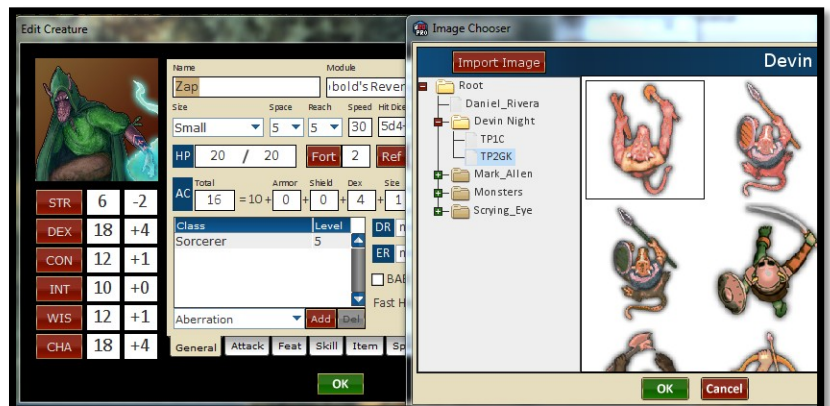 Edit Creature
Name Module
Zap bold's Rever
Size Space Reach Speed Hit Dice
Small 5 5 30 5d4-
HP 20 / 20 Fort 2 Ref
AC Total Armor Shield Dex Size
16 = 10 + 0 + 0 + 4 + 1
STR 6 -2
DEX 18 +4
CON 12 +1
INT 10 +0
WIS 12 +1
CHA 18 +4
Class Level
Sorcerer 5
DR
ER
BAB
Fast H
Aberration Add Del
General Attack Feat Skill Item Sp
OK
Image Chooser
Import Image Devin
Root
Daniel_Rivera
Devin Night
TP1C
TP2GK
Mark_Allen
Monsters
Scrying_Eye
OK Cancel